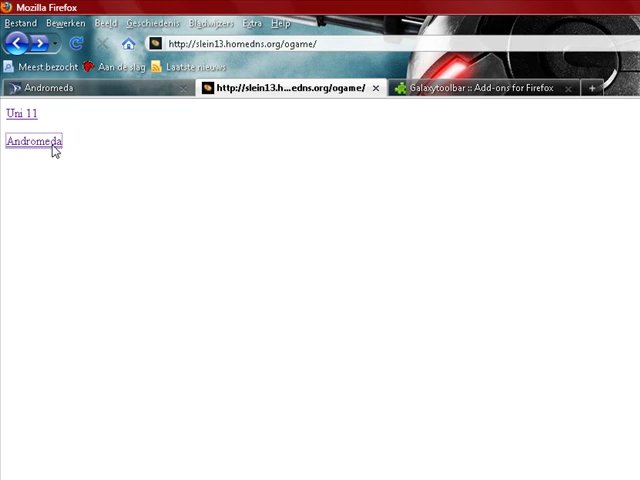 Mozilla Firefox
Bestand Bewerken Beeld Geschiedenis Bladwijzers Extra Help
http://slein13.homedns.org/ogame/
Meest bezocht Aan de slag Laatste nieuws
Andromeda http://slein13.h...edns.org/ogame/ Galaxytoolbar :: Add-ons for Firefox
Uni 11
Andromeda